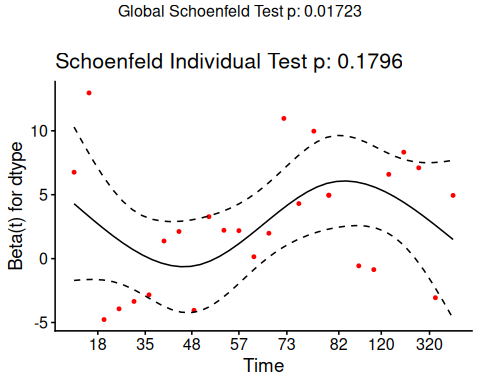 Global Schoenfeld Test p: 0.01723
Schoenfeld Individual Test p: 0.1796
Beta(t) for dtype
10
5
0
-5
18 35 48 57 73 82 120 320
Time